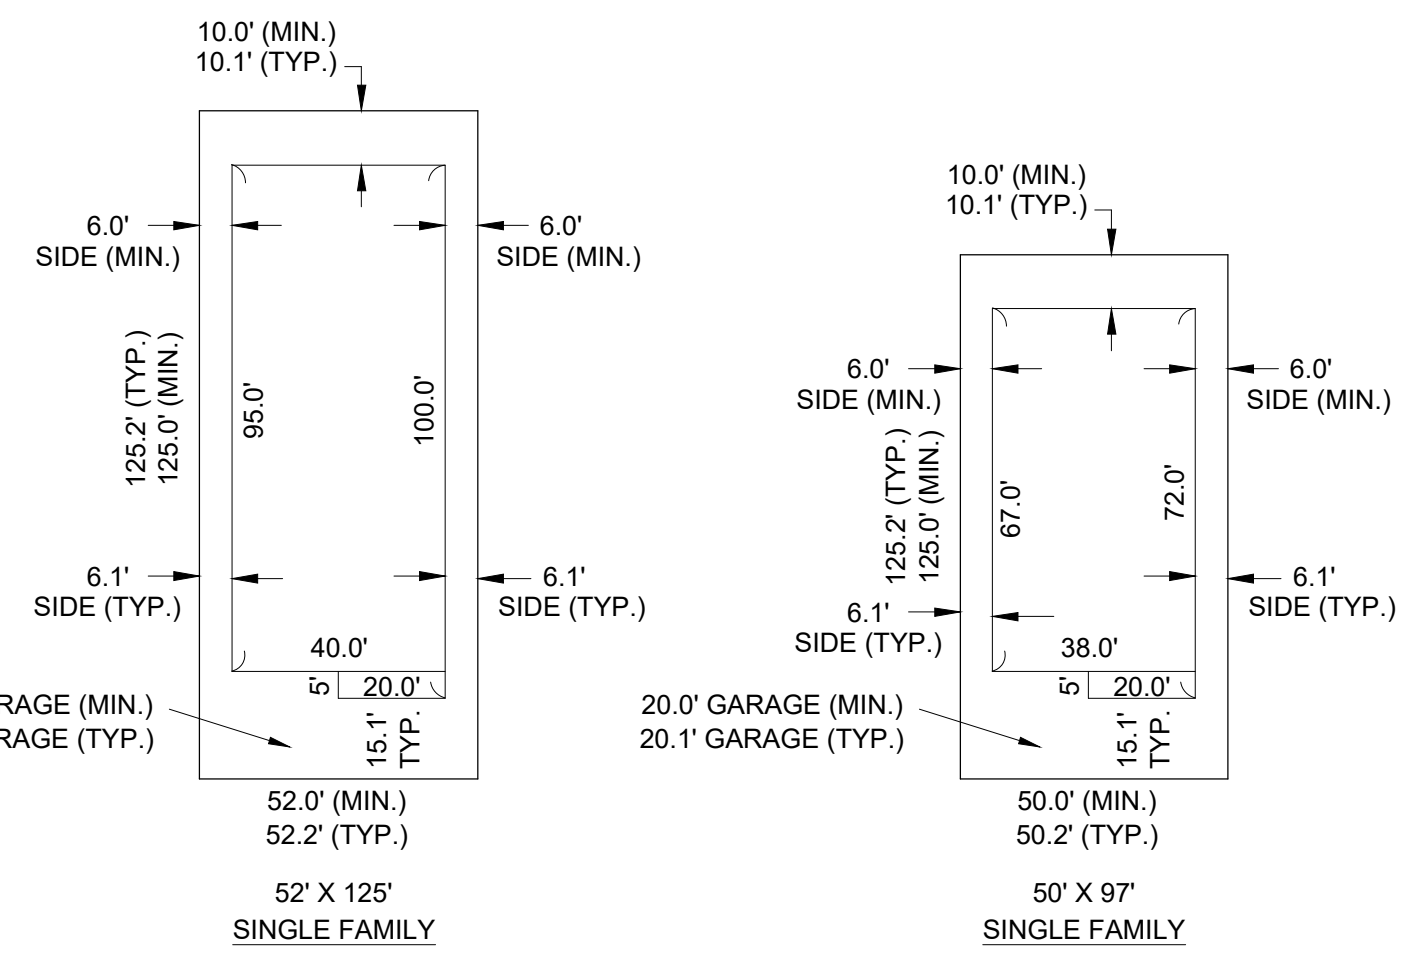 10.0' (MIN.)
10.1' (TYP.)
6.0'
SIDE (MIN.)
6.0'
SIDE (MIN.)
125.2' (TYP.)
125.0' (MIN.)
95.0'
100.0'
6.1'
SIDE (TYP.)
6.1'
SIDE (TYP.)
40.0'
5'
20.0'
RAGE (MIN.)
RAGE (TYP.)
15.1'
TYP.
52.0' (MIN.)
52.2' (TYP.)
52' X 125'
SINGLE FAMILY
10.0' (MIN.)
10.1' (TYP.)
6.0'
SIDE (MIN.)
6.0'
SIDE (MIN.)
125.2' (TYP.)
125.0' (MIN.)
67.0'
72.0'
6.1'
SIDE (TYP.)
6.1'
SIDE (TYP.)
38.0'
5'
20.0'
20.0' GARAGE (MIN.)
20.1' GARAGE (TYP.)
15.1'
TYP.
50.0' (MIN.)
50.2' (TYP.)
50' X 97'
SINGLE FAMILY